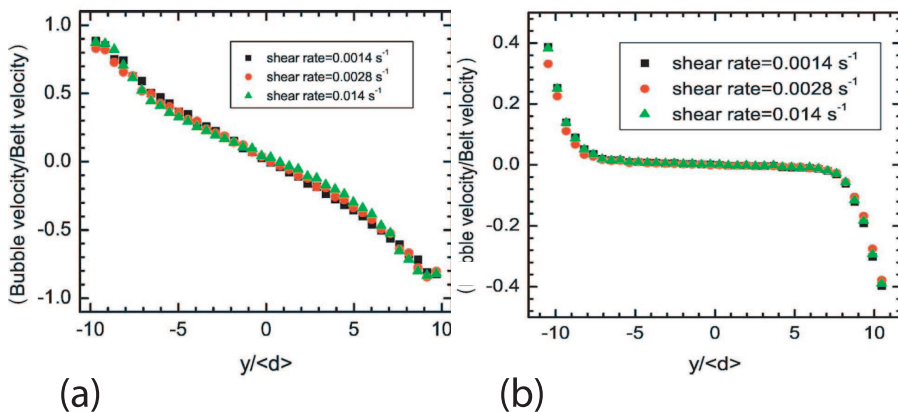 (Bubble velocity/Belt velocity)
1.0
0.5
0.0
-0.5
-1.0
shear rate=0.0014 s⁻¹
shear rate=0.0028 s⁻¹
shear rate=0.014 s⁻¹
-10 -5 0 5 10
y/<d>
(a)
bble velocity/Belt velocity)
0.4
0.2
0.0
-0.2
-0.4
shear rate=0.0014 s⁻¹
shear rate=0.0028 s⁻¹
shear rate=0.014 s⁻¹
-10 -5 0 5 10
y/<d>
(b)